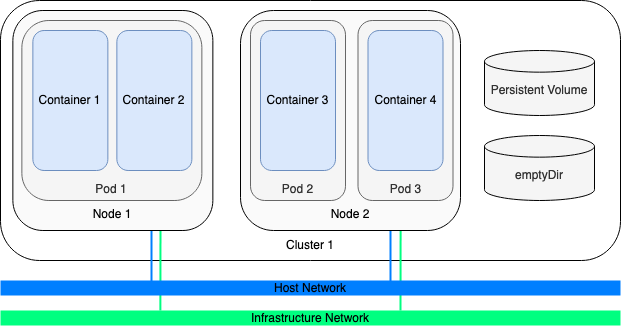 Container 1
Container 2
Pod 1
Node 1
Container 3
Container 4
Pod 2
Pod 3
Node 2
Persistent Volume
emptyDir
Cluster 1
Host Network
Infrastructure Network